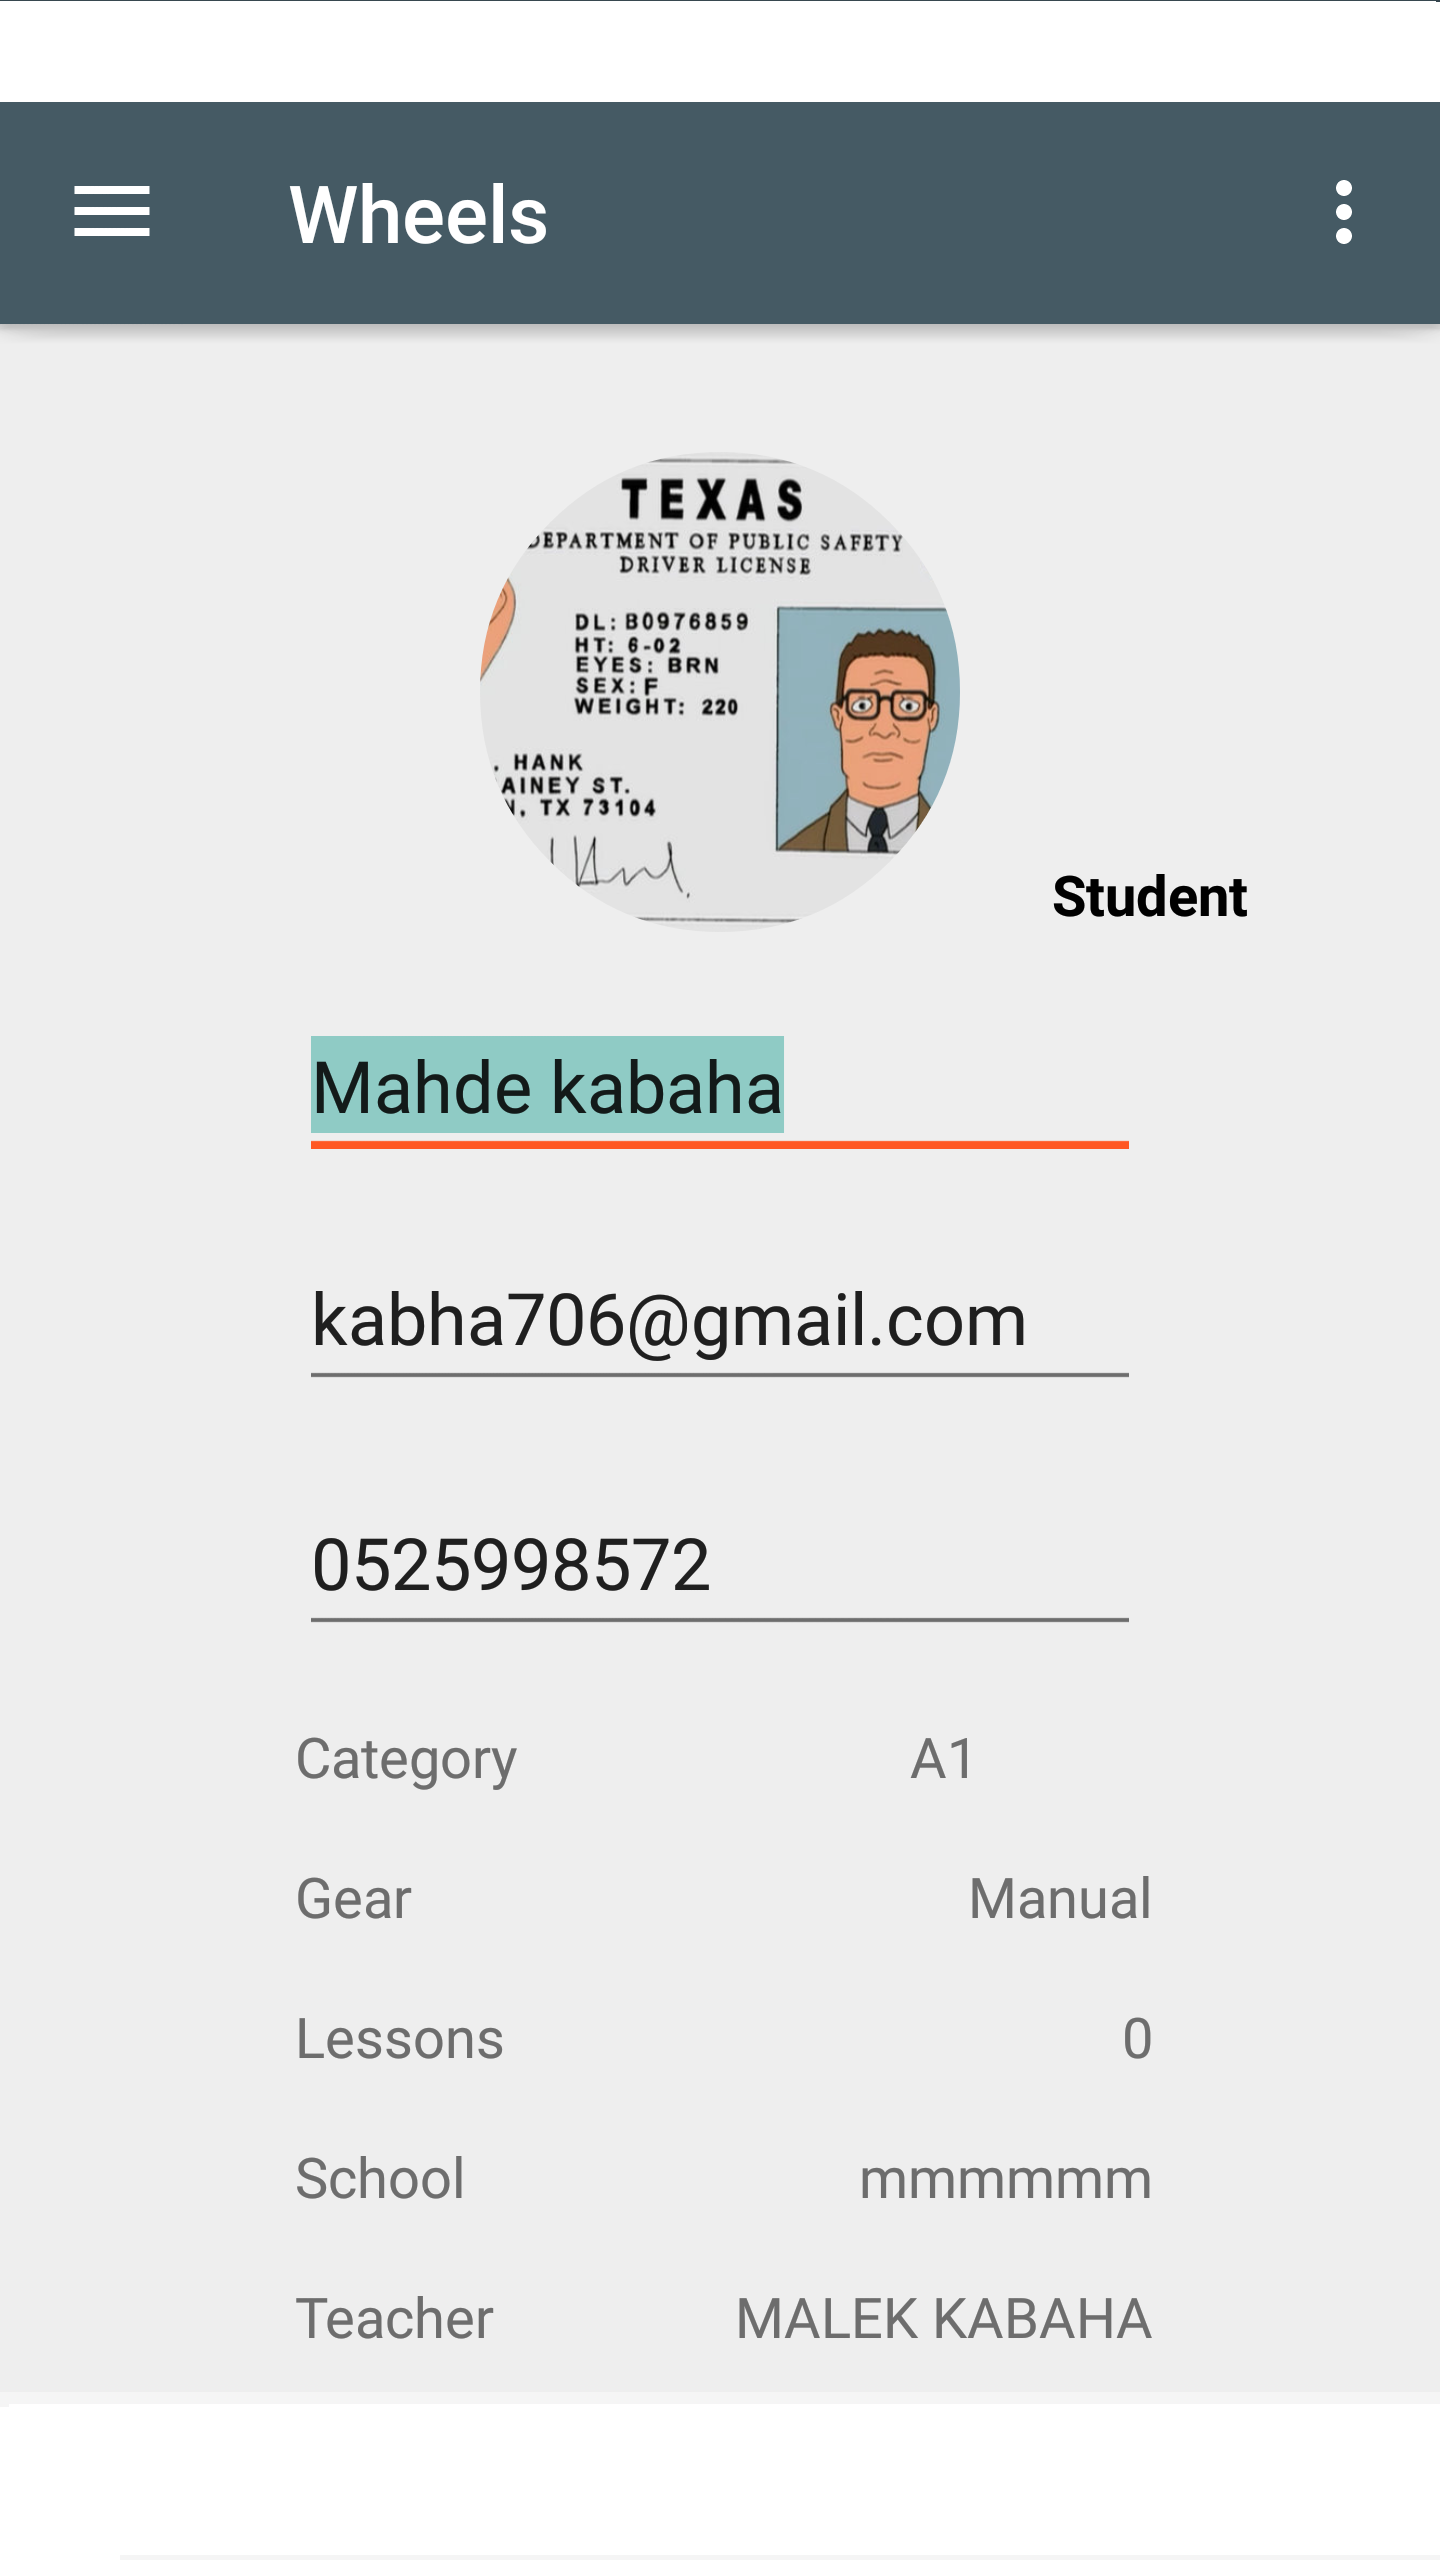 Wheels
TEXAS
DEPARTMENT OF PUBLIC SAFETY
DRIVER LICENSE
DL: B0976859
HT: 6-02
EYES: BRN
SEX: F
WEIGHT: 220
, HANK
AINEY ST.
, TX 73104
Student
Mahde kabaha
kabha706@gmail.com
0525998572
Category A1
Gear Manual
Lessons 0
School mmmmmm
Teacher MALEK KABAHA